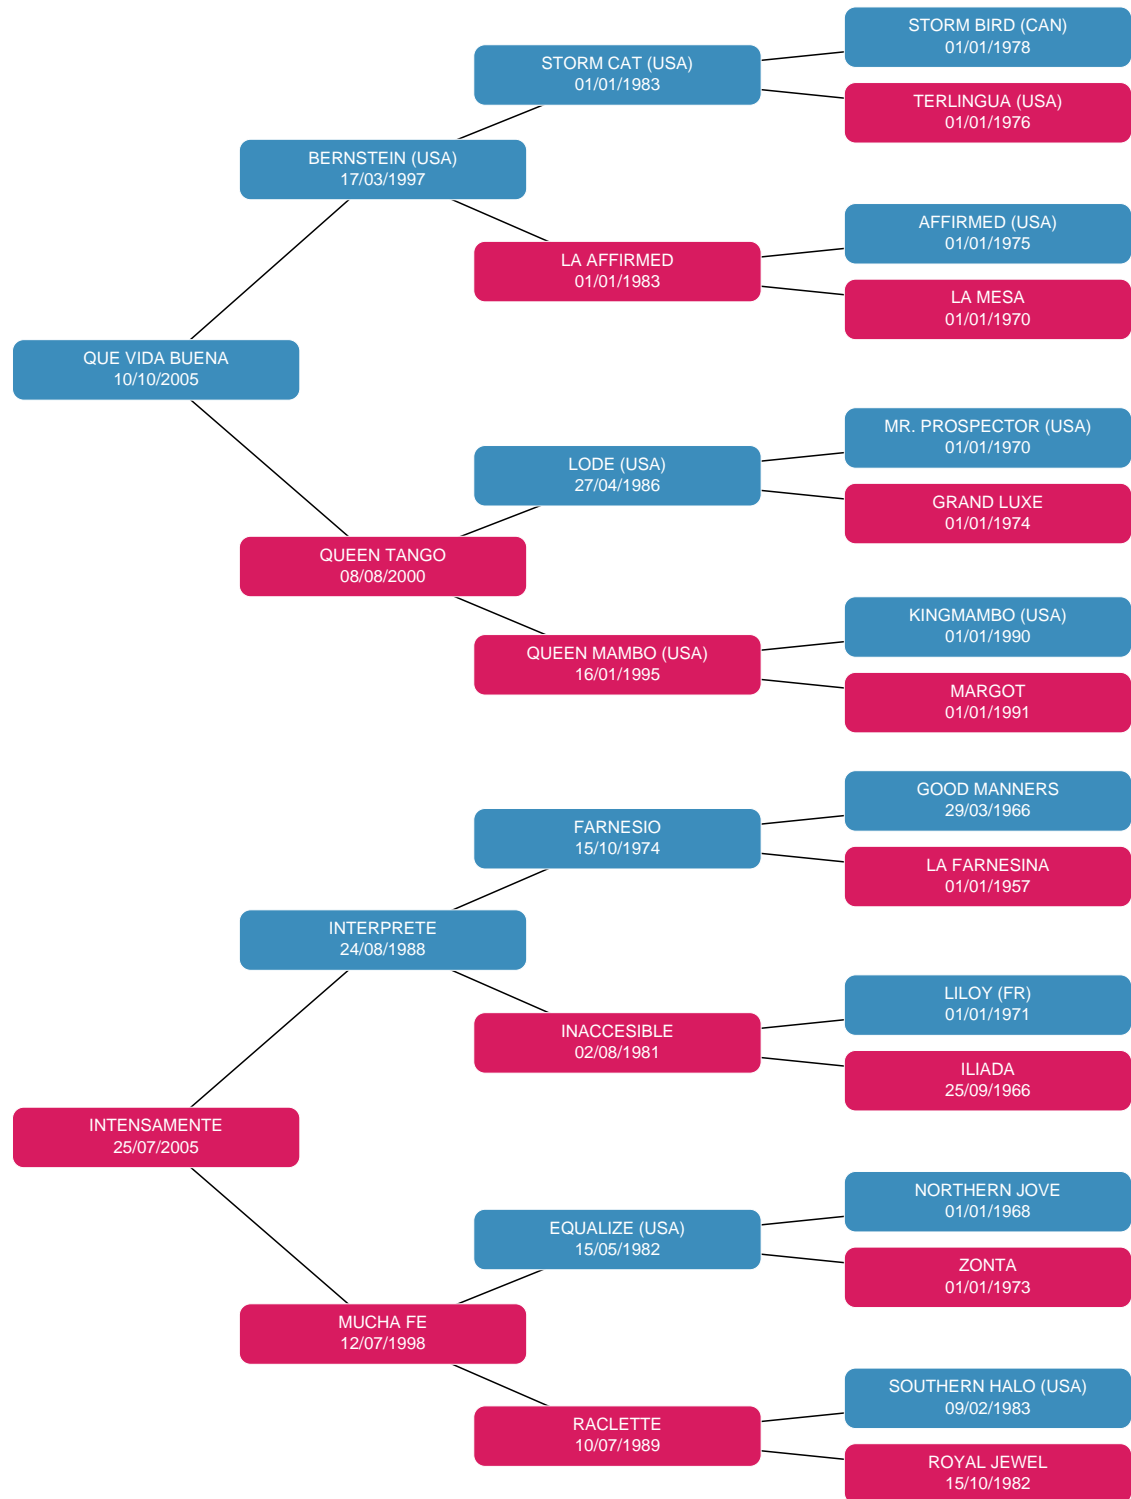 STORM BIRD (CAN)
01/01/1978
STORM CAT (USA)
01/01/1983
TERLINGUA (USA)
01/01/1976
BERNSTEIN (USA)
17/03/1997
AFFIRMED (USA)
01/01/1975
LA AFFIRMED
01/01/1983
LA MESA
01/01/1970
QUE VIDA BUENA
10/10/2005
MR. PROSPECTOR (USA)
01/01/1970
LODE (USA)
27/04/1986
GRAND LUXE
01/01/1974
QUEEN TANGO
08/08/2000
KINGMAMBO (USA)
01/01/1990
QUEEN MAMBO (USA)
16/01/1995
MARGOT
01/01/1991
GOOD MANNERS
29/03/1966
FARNESIO
15/10/1974
LA FARNESINA
01/01/1957
INTERPRETE
24/08/1988
LILOY (FR)
01/01/1971
INACCESIBLE
02/08/1981
ILIADA
25/09/1966
INTENSAMENTE
25/07/2005
NORTHERN JOVE
01/01/1968
EQUALIZE (USA)
15/05/1982
ZONTA
01/01/1973
MUCHA FE
12/07/1998
SOUTHERN HALO (USA)
09/02/1983
RACLETTE
10/07/1989
ROYAL JEWEL
15/10/1982